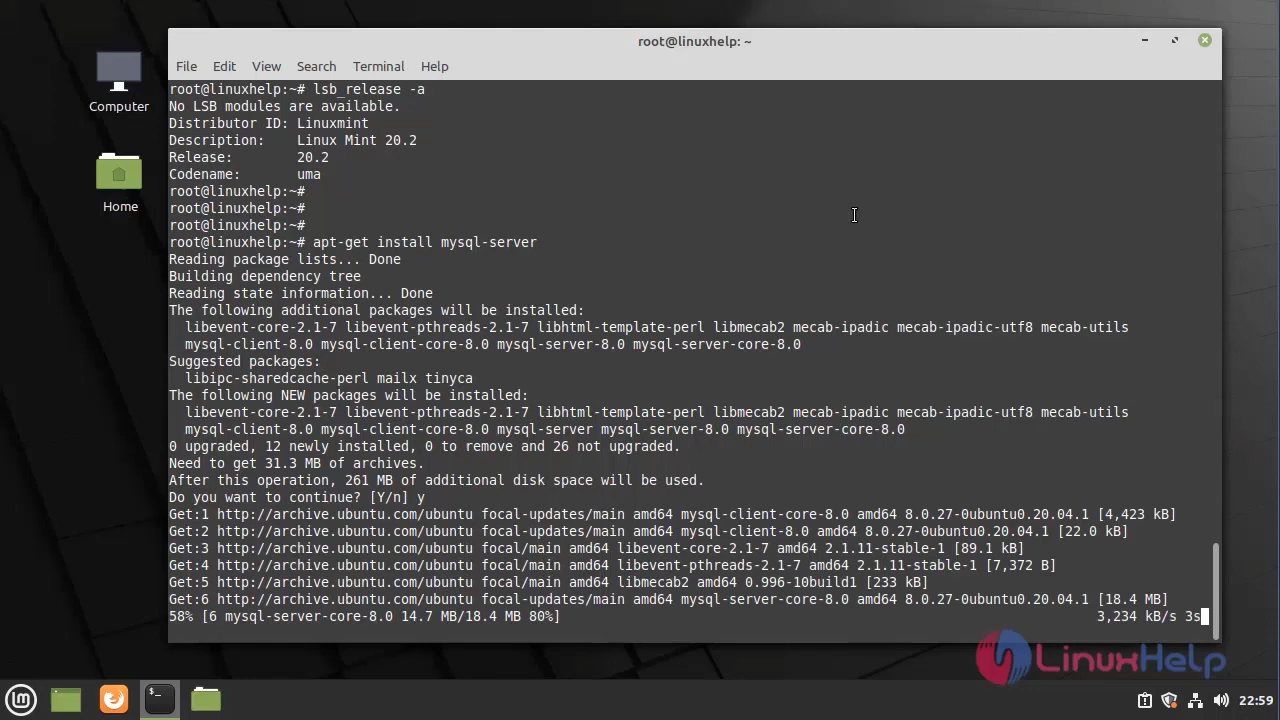 root@linuxhelp: ~
File Edit View Search Terminal Help
Computer
Home
root@linuxhelp:~# lsb_release -a
No LSB modules are available.
Distributor ID: Linuxmint
Description:    Linux Mint 20.2
Release:        20.2
Codename:       uma
root@linuxhelp:~#
root@linuxhelp:~#
root@linuxhelp:~#
root@linuxhelp:~# apt-get install mysql-server
Reading package lists... Done
Building dependency tree
Reading state information... Done
The following additional packages will be installed:
  libevent-core-2.1-7 libevent-pthreads-2.1-7 libhtml-template-perl libmecab2 mecab-ipadic mecab-ipadic-utf8 mecab-utils
  mysql-client-8.0 mysql-client-core-8.0 mysql-server-8.0 mysql-server-core-8.0
Suggested packages:
  libipc-sharedcache-perl mailx tinyca
The following NEW packages will be installed:
  libevent-core-2.1-7 libevent-pthreads-2.1-7 libhtml-template-perl libmecab2 mecab-ipadic mecab-ipadic-utf8 mecab-utils
  mysql-client-8.0 mysql-client-core-8.0 mysql-server mysql-server-8.0 mysql-server-core-8.0
0 upgraded, 12 newly installed, 0 to remove and 26 not upgraded.
Need to get 31.3 MB of archives.
After this operation, 261 MB of additional disk space will be used.
Do you want to continue? [Y/n] y
Get:1 http://archive.ubuntu.com/ubuntu focal-updates/main amd64 mysql-client-core-8.0 amd64 8.0.27-0ubuntu0.20.04.1 [4,423 kB]
Get:2 http://archive.ubuntu.com/ubuntu focal-updates/main amd64 mysql-client-8.0 amd64 8.0.27-0ubuntu0.20.04.1 [22.0 kB]
Get:3 http://archive.ubuntu.com/ubuntu focal/main amd64 libevent-core-2.1-7 amd64 2.1.11-stable-1 [89.1 kB]
Get:4 http://archive.ubuntu.com/ubuntu focal/main amd64 libevent-pthreads-2.1-7 amd64 2.1.11-stable-1 [7,372 B]
Get:5 http://archive.ubuntu.com/ubuntu focal/main amd64 libmecab2 amd64 0.996-10build1 [233 kB]
Get:6 http://archive.ubuntu.com/ubuntu focal-updates/main amd64 mysql-server-core-8.0 amd64 8.0.27-0ubuntu0.20.04.1 [18.4 MB]
58% [6 mysql-server-core-8.0 14.7 MB/18.4 MB 80%] 3,234 kB/s 3s
LinuxHelp
22:59